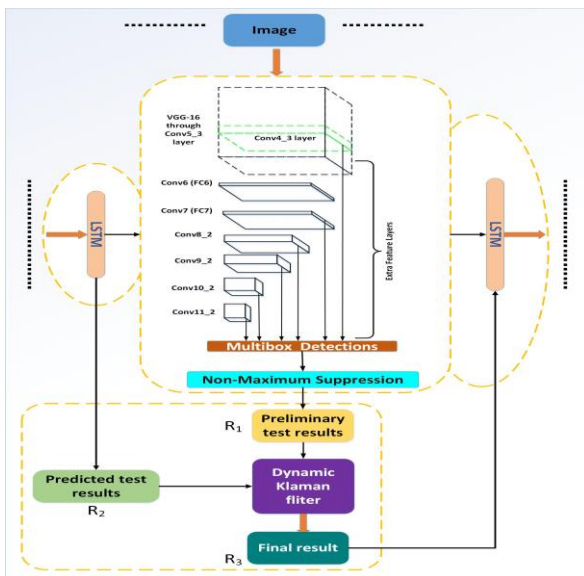 Image
VGG-16
through
Conv5_3
layer
Conv4_3 layer
Conv6 (FC6)
Conv7 (FC7)
Conv8_2
Conv9_2
Conv10_2
Conv11_2
Extra Feature Layers
LSTM
LSTM
Multibox Detections
Non-Maximum Suppression
R1
Preliminary
test results
Predicted test
results
R2
Dynamic
Klaman
fliter
R3
Final result